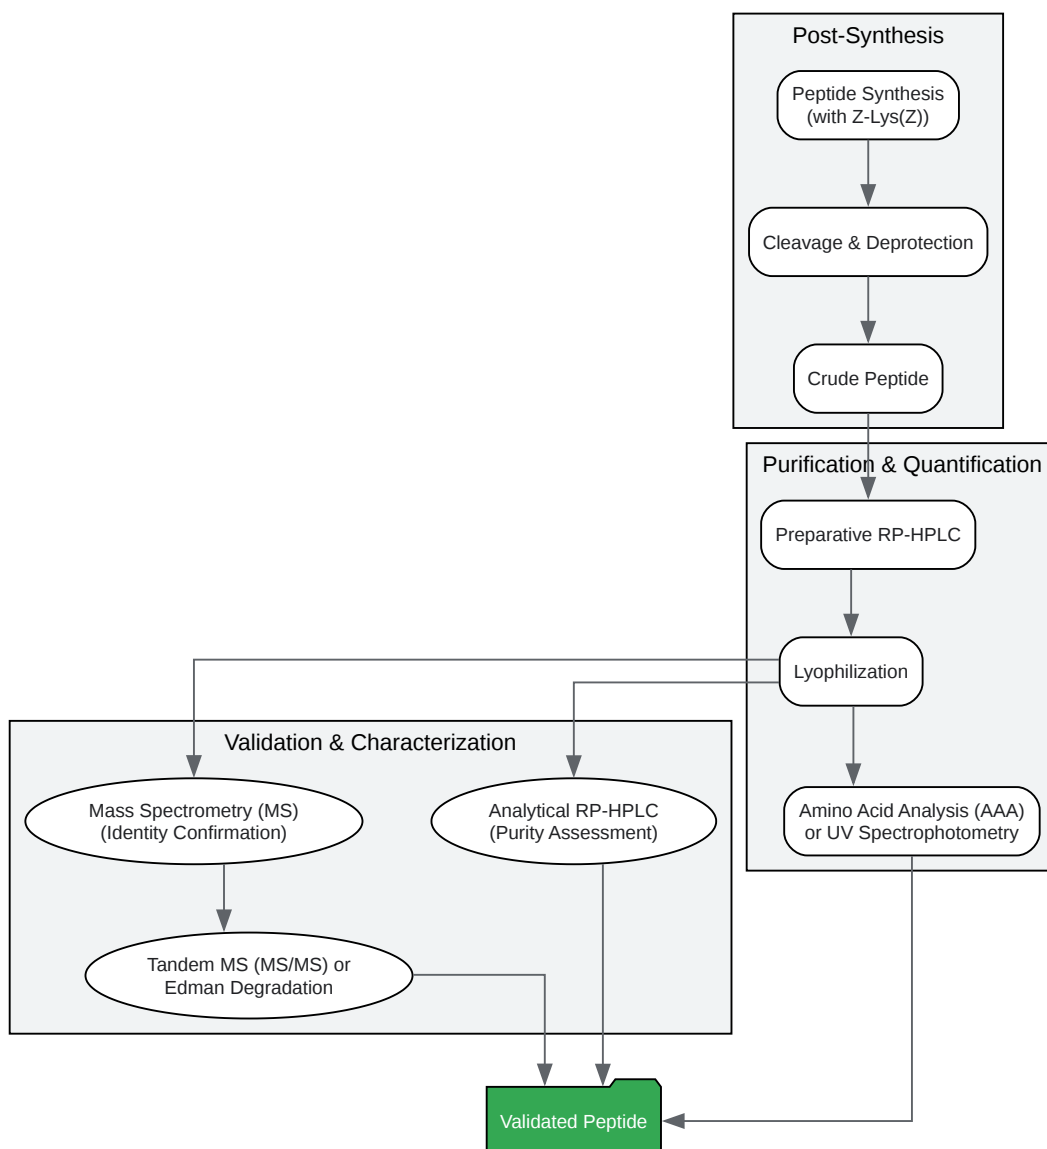 Post-Synthesis
Peptide Synthesis
(with Z-Lys(Z))
Cleavage & Deprotection
Crude Peptide
Purification & Quantification
Preparative RP-HPLC
Lyophilization
Validation & Characterization
Mass Spectrometry (MS)
(Identity Confirmation)
Analytical RP-HPLC
(Purity Assessment)
Amino Acid Analysis (AAA)
or UV Spectrophotometry
Tandem MS (MS/MS) or
Edman Degradation
Validated Peptide